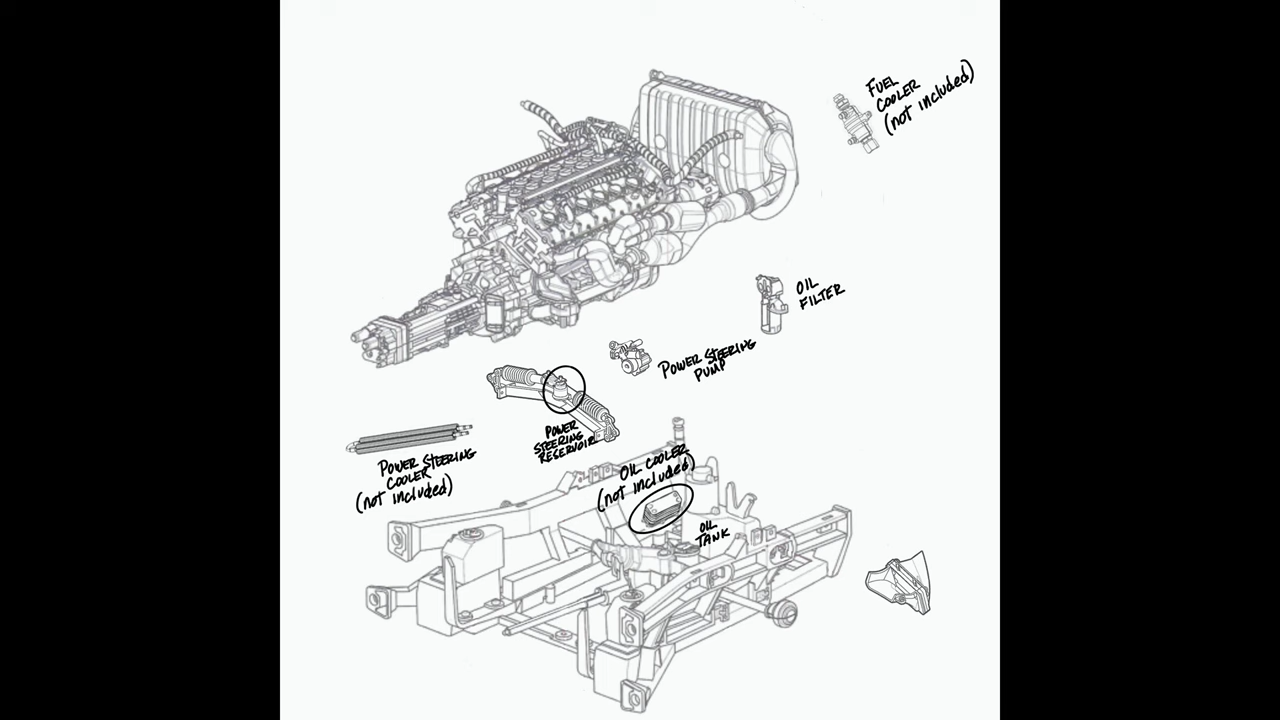 FUEL
COOLER
(not included)
OIL
FILTER
POWER STEERING
PUMP
POWER
STEERING
RESERVOIR
POWER STEERING
COOLER
(not included)
OIL COOLER
(not included)
OIL
TANK